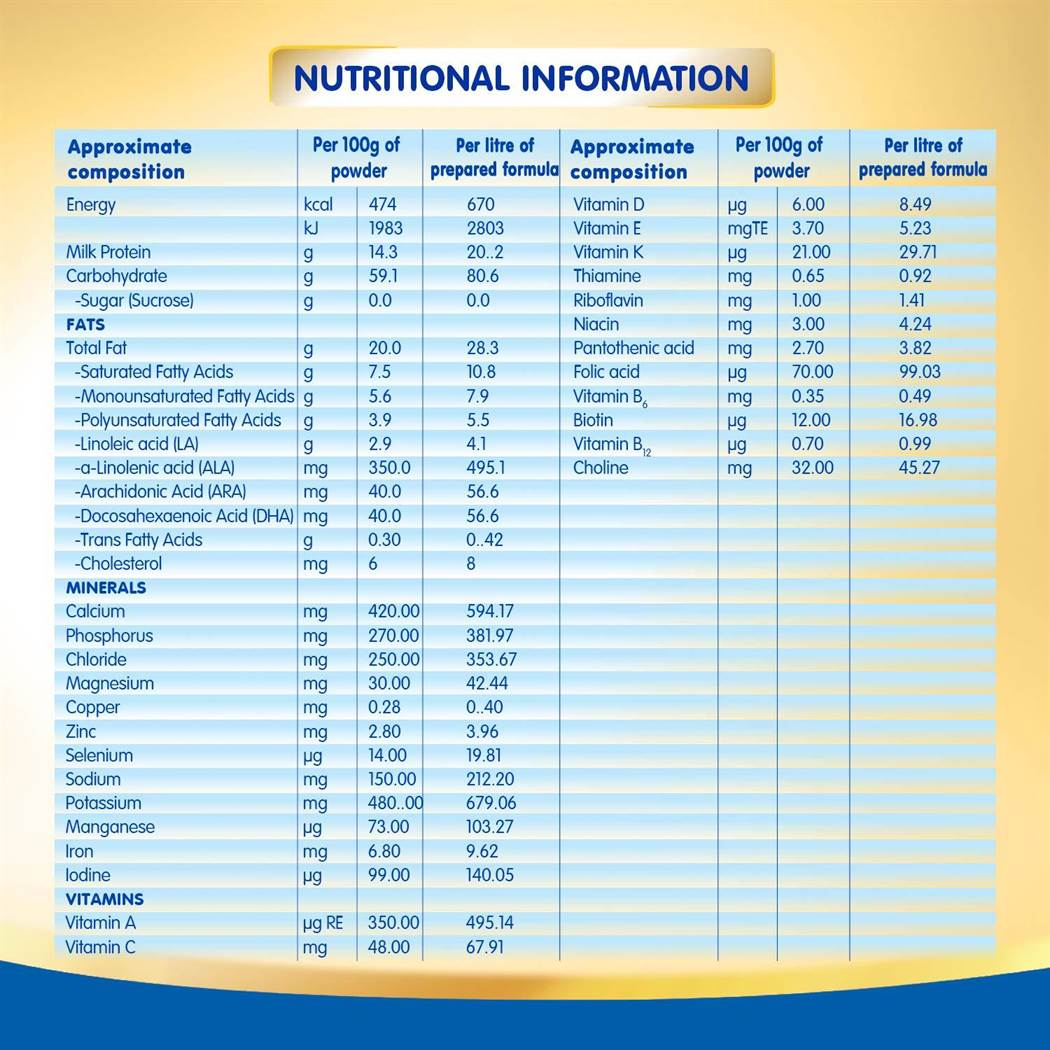 NUTRITIONAL INFORMATION
Approximate composition Per 100g of powder Per litre of prepared formula
Energy kcal 474 670
kJ 1983 2803
Milk Protein g 14.3 20..2
Carbohydrate g 59.1 80.6
-Sugar (Sucrose) g 0.0 0.0
FATS
Total Fat g 20.0 28.3
-Saturated Fatty Acids g 7.5 10.8
-Monounsaturated Fatty Acids g 5.6 7.9
-Polyunsaturated Fatty Acids g 3.9 5.5
-Linoleic acid (LA) g 2.9 4.1
-a-Linolenic acid (ALA) mg 350.0 495.1
-Arachidonic Acid (ARA) mg 40.0 56.6
-Docosahexaenoic Acid (DHA) mg 40.0 56.6
-Trans Fatty Acids g 0.30 0..42
-Cholesterol mg 6 8
MINERALS
Calcium mg 420.00 594.17
Phosphorus mg 270.00 381.97
Chloride mg 250.00 353.67
Magnesium mg 30.00 42.44
Copper mg 0.28 0..40
Zinc mg 2.80 3.96
Selenium µg 14.00 19.81
Sodium mg 150.00 212.20
Potassium mg 480..00 679.06
Manganese µg 73.00 103.27
Iron mg 6.80 9.62
Iodine µg 99.00 140.05
VITAMINS
Vitamin A µg RE 350.00 495.14
Vitamin C mg 48.00 67.91
Approximate composition Per 100g of powder Per litre of prepared formula
Vitamin D µg 6.00 8.49
Vitamin E mgTE 3.70 5.23
Vitamin K µg 21.00 29.71
Thiamine mg 0.65 0.92
Riboflavin mg 1.00 1.41
Niacin mg 3.00 4.24
Pantothenic acid mg 2.70 3.82
Folic acid µg 70.00 99.03
Vitamin B6 mg 0.35 0.49
Biotin µg 12.00 16.98
Vitamin B12 µg 0.70 0.99
Choline mg 32.00 45.27